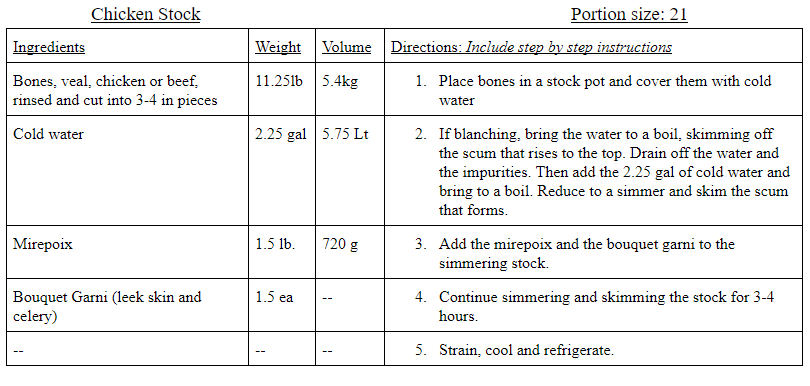 Chicken Stock Portion size: 21
Ingredients Weight Volume Directions: Include step by step instructions
Bones, veal, chicken or beef, 11.25lb 5.4kg 1. Place bones in a stock pot and cover them with cold
rinsed and cut into 3-4 in pieces water
Cold water 2.25 gal 5.75 Lt 2. If blanching, bring the water to a boil, skimming off
the scum that rises to the top. Drain off the water and
the impurities. Then add the 2.25 gal of cold water and
bring to a boil. Reduce to a simmer and skim the scum
that forms.
Mirepoix 1.5 lb. 720 g 3. Add the mirepoix and the bouquet garni to the
simmering stock.
Bouquet Garni (leek skin and 1.5 ea -- 4. Continue simmering and skimming the stock for 3-4
celery) hours.
-- -- -- 5. Strain, cool and refrigerate.